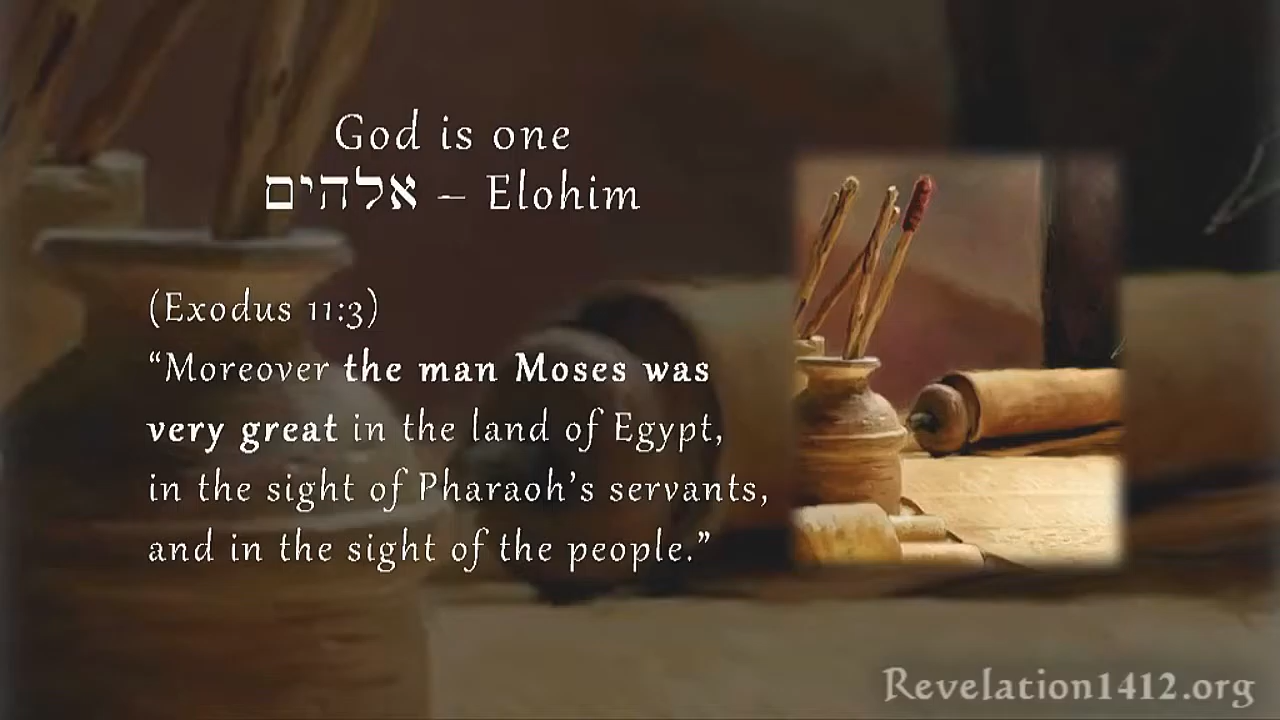 God is one
אלהים – Elohim
(Exodus 11:3)
“Moreover the man Moses was
very great in the land of Egypt,
in the sight of Pharaoh’s servants,
and in the sight of the people.”
Revelation1412.org